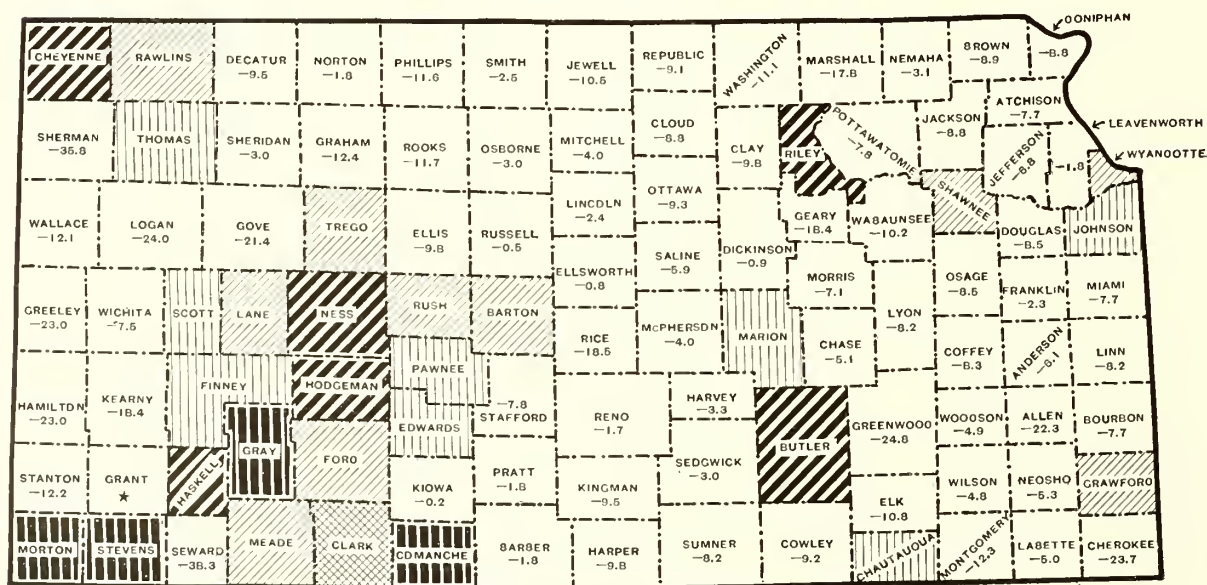 DONIPHAN
-8.8
CHEYENNE
RAWLINS
DECATUR
-9.5
NORTON
-1.8
PHILLIPS
-11.6
SMITH
-2.5
JEWELL
-10.5
REPUBLIC
-9.1
WASHINGTON
-11.1
MARSHALL
-17.8
NEMAHA
-3.1
BROWN
-8.9
ATCHISON
-7.7
SHERMAN
-35.8
THOMAS
SHERIDAN
-3.0
GRAHAM
-12.4
ROOKS
-11.7
OSBORNE
-3.0
MITCHELL
-4.0
CLOUD
-8.8
CLAY
-9.8
RILEY
POTTAWATOMIE
-7.8
JACKSON
-8.8
JEFFERSON
-8.8
LEAVENWORTH
-1.8
WYANDOTTE
WALLACE
-12.1
LOGAN
-24.0
GOVE
-21.4
TREGO
ELLIS
-9.8
RUSSELL
-0.5
LINCOLN
-2.4
OTTAWA
-9.3
SALINE
-5.9
DICKINSON
-0.9
GEARY
-18.4
WABAUNSEE
-10.2
SHAWNEE
DOUGLAS
-8.5
JOHNSON
ELLSWORTH
-0.8
MORRIS
-7.1
OSAGE
-8.5
FRANKLIN
-2.3
MIAMI
-7.7
GREELEY
-23.0
WICHITA
-7.5
SCOTT
LANE
NESS
RUSH
BARTON
RICE
-18.5
McPHERSON
-4.0
MARION
CHASE
-5.1
LYON
-8.2
COFFEY
-8.3
ANDERSON
-6.1
LINN
-8.2
HAMILTON
-23.0
KEARNY
-18.4
FINNEY
HODGEMAN
PAWNEE
-7.8
STAFFORD
EDWARDS
RENO
-1.7
HARVEY
-3.3
BUTLER
GREENWOOD
-24.8
WOODSON
-4.9
ALLEN
-22.3
BOURBON
-7.7
GRAY
FORD
STANTON
-12.2
GRANT
★
HASKELL
KIOWA
-0.2
PRATT
-1.8
KINGMAN
-9.5
SEDGWICK
-3.0
ELK
-10.8
WILSON
-4.8
NEOSHO
-5.3
CRAWFORD
MORTON
STEVENS
SEWARD
-38.3
MEADE
CLARK
COMANCHE
BARBER
-1.8
HARPER
-9.8
SUMNER
-8.2
COWLEY
-9.2
CHAUTAUQUA
MONTGOMERY
-12.3
LABETTE
-5.0
CHEROKEE
-23.7